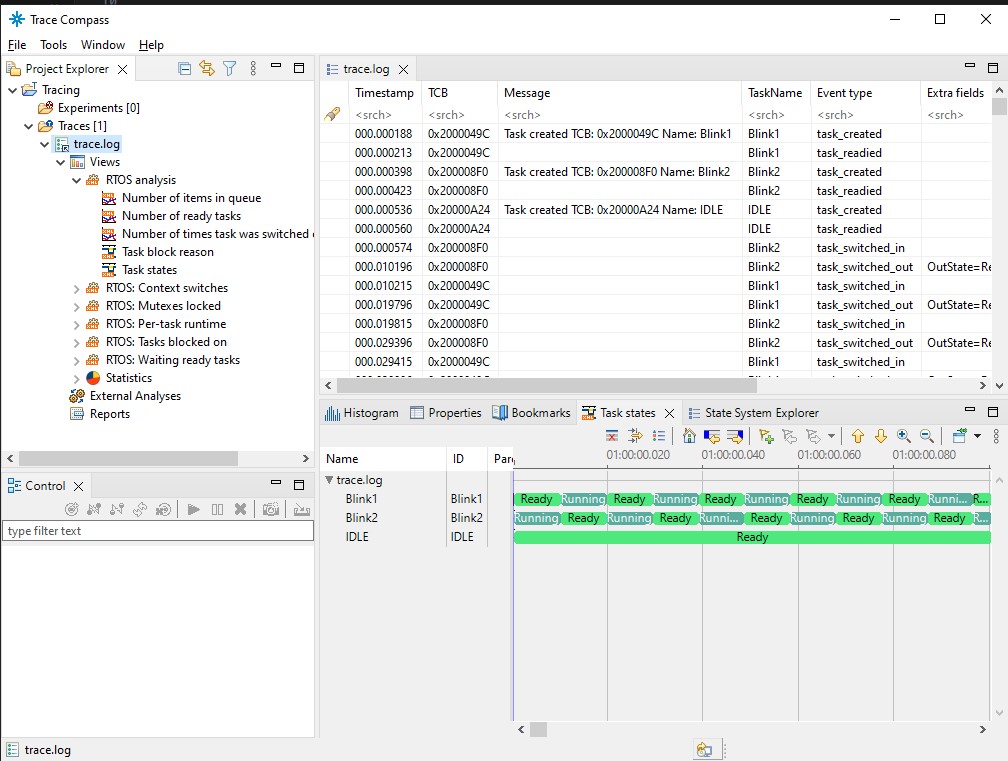 Trace Compass
File Tools Window Help
Project Explorer
Tracing
Experiments [0]
Traces [1]
trace.log
Views
RTOS analysis
Number of items in queue
Number of ready tasks
Number of times task was switched
Task block reason
Task states
RTOS: Context switches
RTOS: Mutexes locked
RTOS: Per-task runtime
RTOS: Tasks blocked on
RTOS: Waiting ready tasks
Statistics
External Analyses
Reports
Control
type filter text
trace.log
Timestamp TCB Message TaskName Event type Extra fields
<srch> <srch> <srch> <srch> <srch> <srch>
000.000188 0x2000049C Task created TCB: 0x2000049C Name: Blink1 Blink1 task_created
000.000213 0x2000049C Blink1 task_readied
000.000398 0x200008F0 Task created TCB: 0x200008F0 Name: Blink2 Blink2 task_created
000.000423 0x200008F0 Blink2 task_readied
000.000536 0x20000A24 Task created TCB: 0x20000A24 Name: IDLE IDLE task_created
000.000560 0x20000A24 IDLE task_readied
000.000574 0x200008F0 Blink2 task_switched_in
000.010196 0x200008F0 Blink2 task_switched_out OutState=Re
000.010215 0x2000049C Blink1 task_switched_in
000.019796 0x2000049C Blink1 task_switched_out OutState=Re
000.019815 0x200008F0 Blink2 task_switched_in
000.029396 0x200008F0 Blink2 task_switched_out OutState=Re
000.029415 0x2000049C Blink1 task_switched_in
Histogram Properties Bookmarks Task states State System Explorer
Name ID Par 01:00:00.020 01:00:00.040 01:00:00.060 01:00:00.080
trace.log
Blink1 Blink1 Ready Running Ready Running Ready Running Ready Running Ready Runni... R...
Blink2 Blink2 Running Ready Running Ready Runni... Ready Running Ready Running Ready R...
IDLE IDLE Ready
trace.log